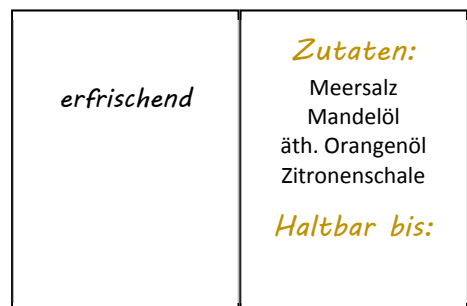 erfrischend
Zutaten:
Meersalz
Mandelöl
äth. Orangenöl
Zitronenschale
Haltbar bis: